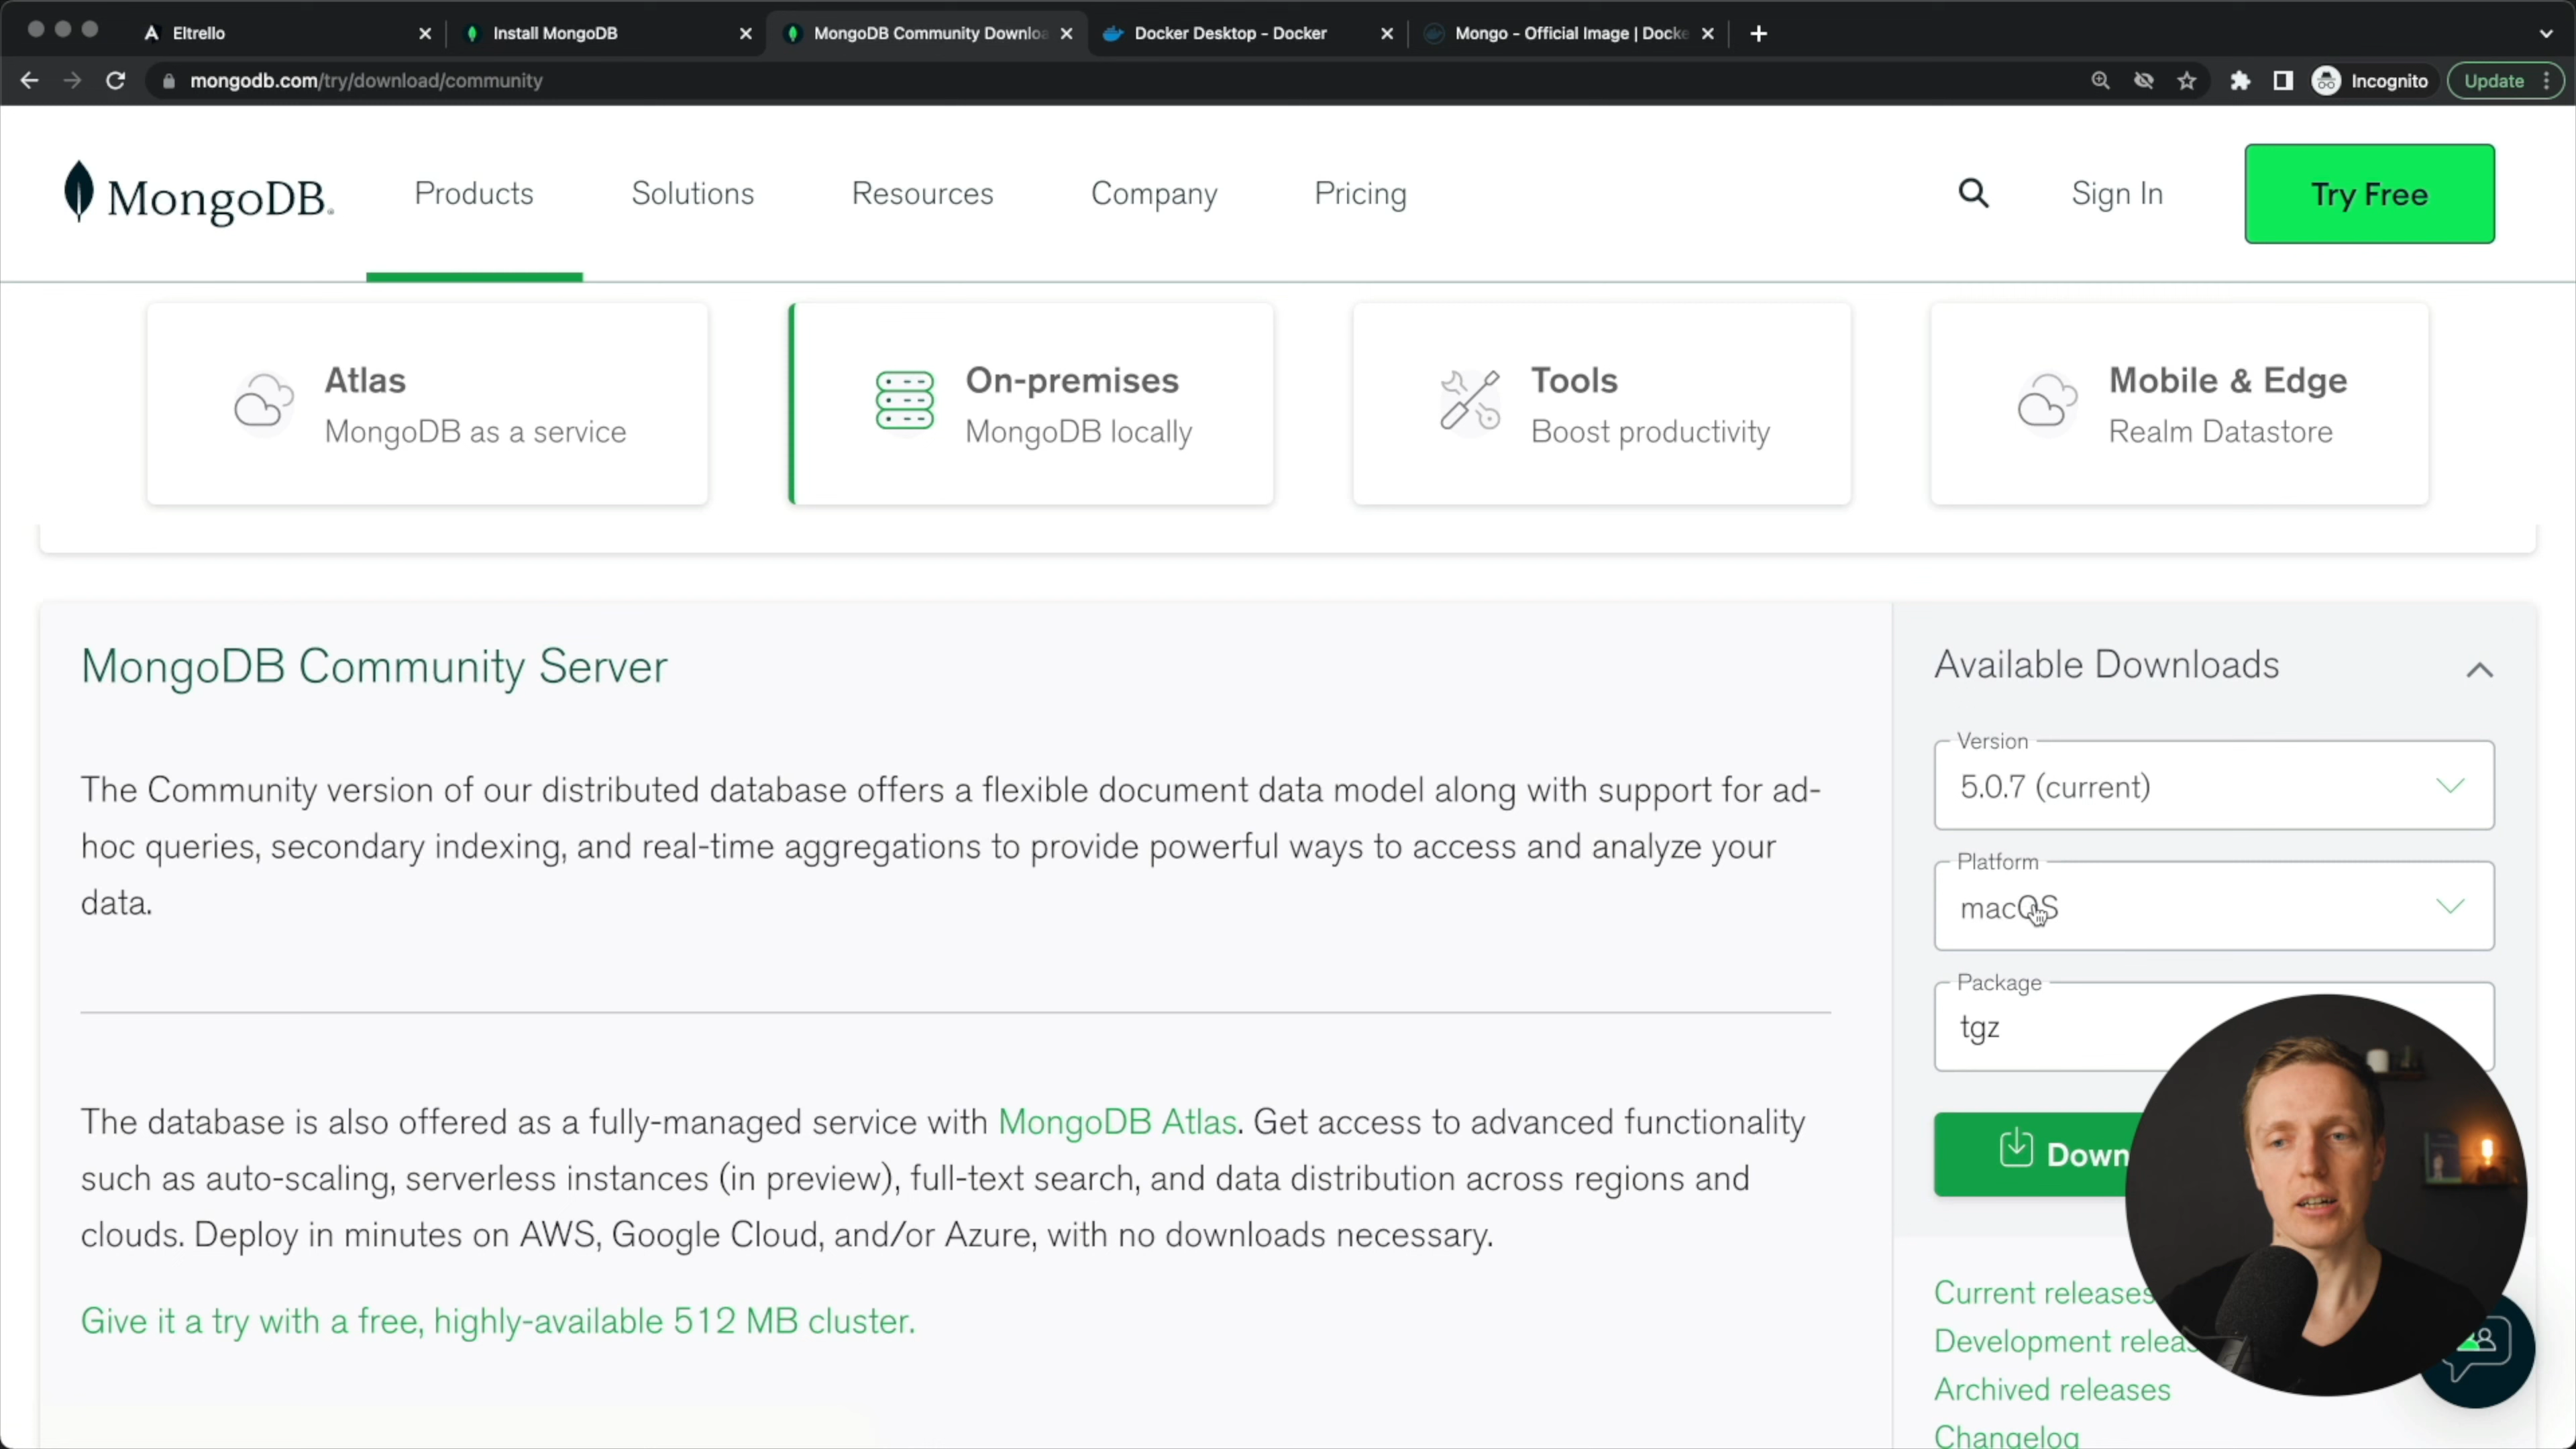 Eltrello
Install MongoDB
MongoDB Community Downloa
Docker Desktop - Docker
Mongo - Official Image | Docke
mongodb.com/try/download/community
Incognito
Update
MongoDB.
Products
Solutions
Resources
Company
Pricing
Sign In
Try Free
Atlas
MongoDB as a service
On-premises
MongoDB locally
Tools
Boost productivity
Mobile & Edge
Realm Datastore
MongoDB Community Server
The Community version of our distributed database offers a flexible document data model along with support for ad-
hoc queries, secondary indexing, and real-time aggregations to provide powerful ways to access and analyze your
data.
The database is also offered as a fully-managed service with MongoDB Atlas. Get access to advanced functionality
such as auto-scaling, serverless instances (in preview), full-text search, and data distribution across regions and
clouds. Deploy in minutes on AWS, Google Cloud, and/or Azure, with no downloads necessary.
Give it a try with a free, highly-available 512 MB cluster.
Available Downloads
Version
5.0.7 (current)
Platform
macOS
Package
tgz
Down
Current releases
Development releas
Archived releases
Changelog